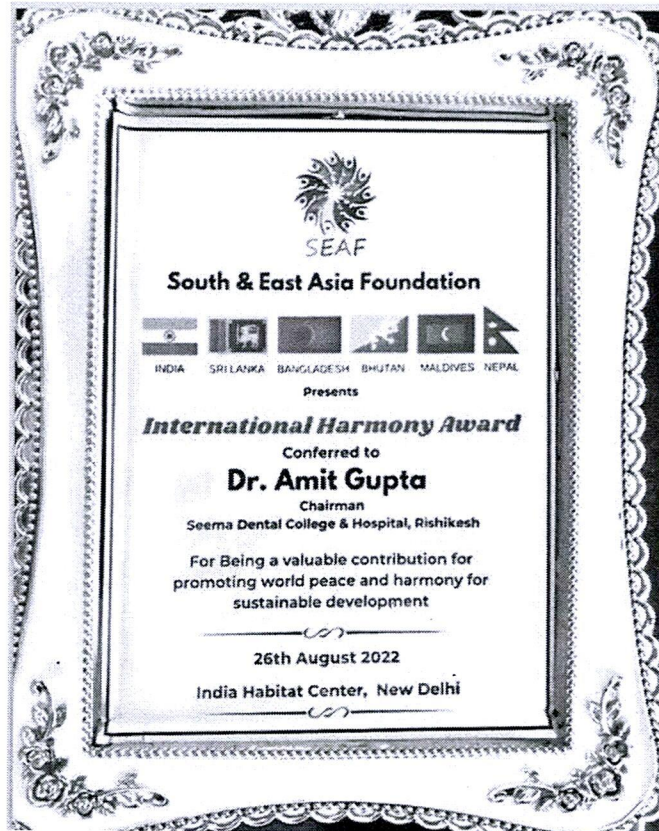 SEAF
South & East Asia Foundation
INDIA SRI LANKA BANGLADESH BHUTAN MALDIVES NEPAL
Presents
International Harmony Award
Conferred to
Dr. Amit Gupta
Chairman
Seema Dental College & Hospital, Rishikesh
For Being a valuable contribution for
promoting world peace and harmony for
sustainable development
26th August 2022
India Habitat Center, New Delhi